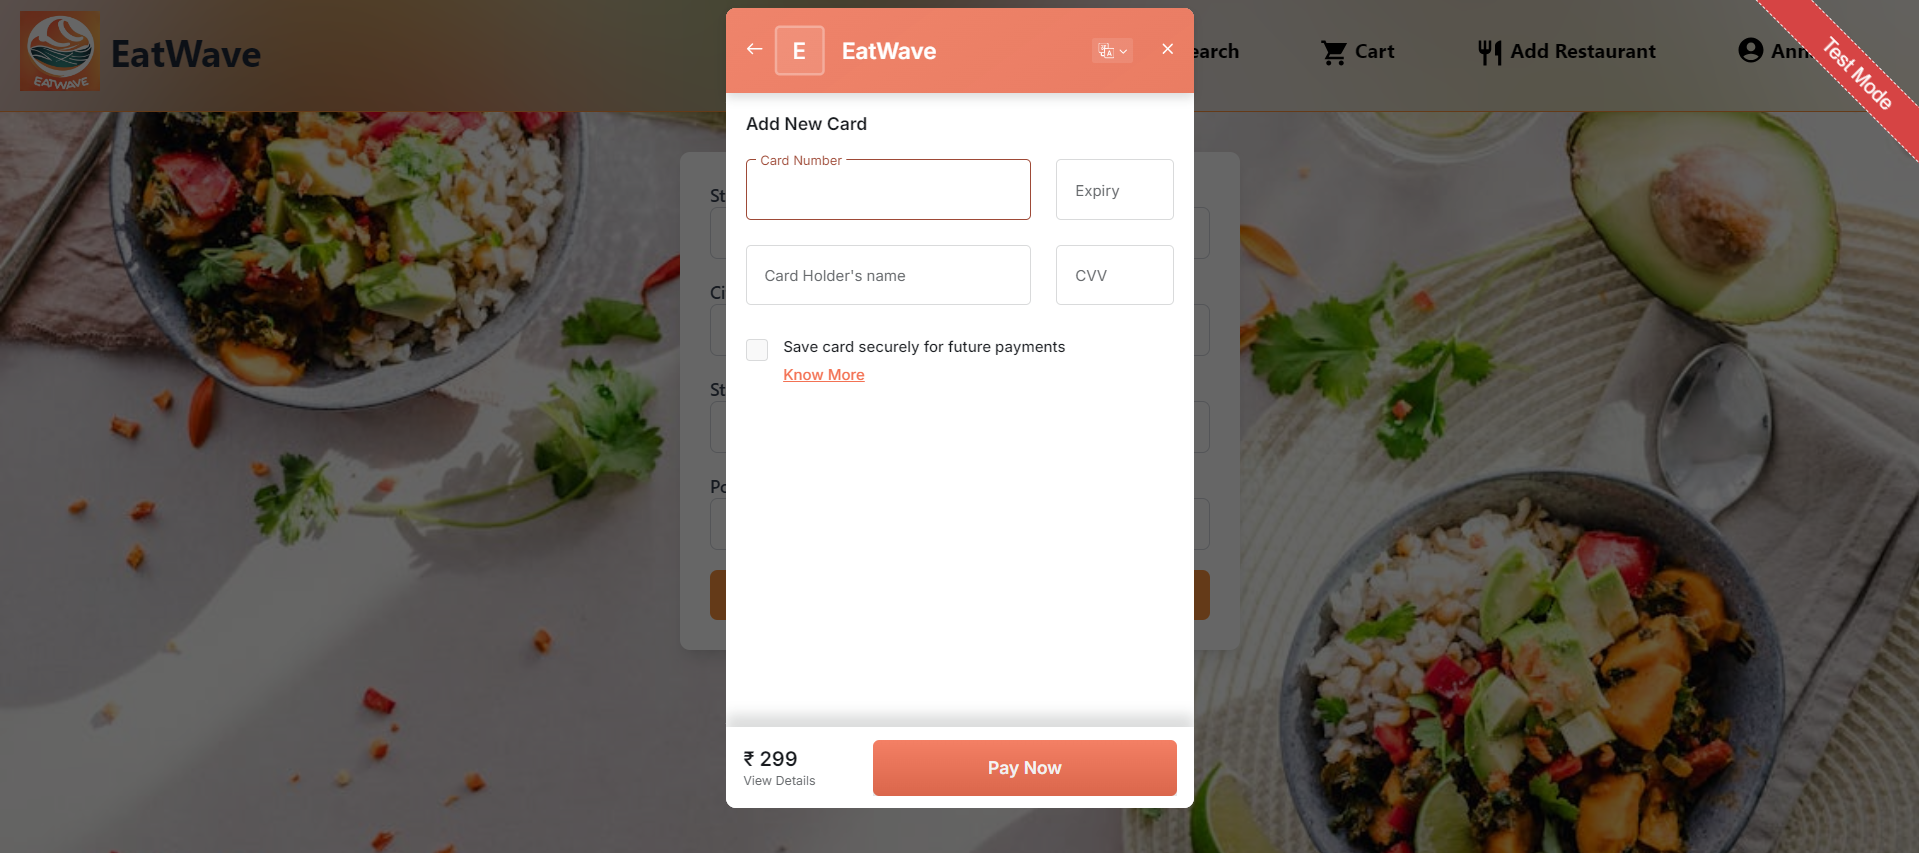 EATWAVE
EatWave
earch
Cart
Add Restaurant
Ann
Test Mode
E
EatWave
Add New Card
Card Number
Expiry
Card Holder's name
CVV
Save card securely for future payments
Know More
St
Ci
St
Po
₹ 299
View Details
Pay Now